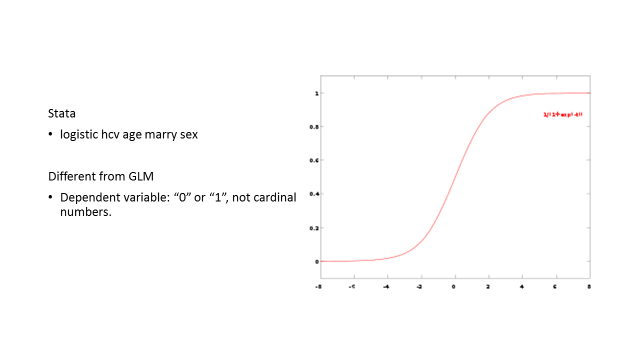 Stata
• logistic hcv age marry sex
Different from GLM
• Dependent variable: “0” or “1”, not cardinal
numbers.
1
0.8
0.6
0.4
0.2
0
-8
-4
-2
0
2
4
6
8